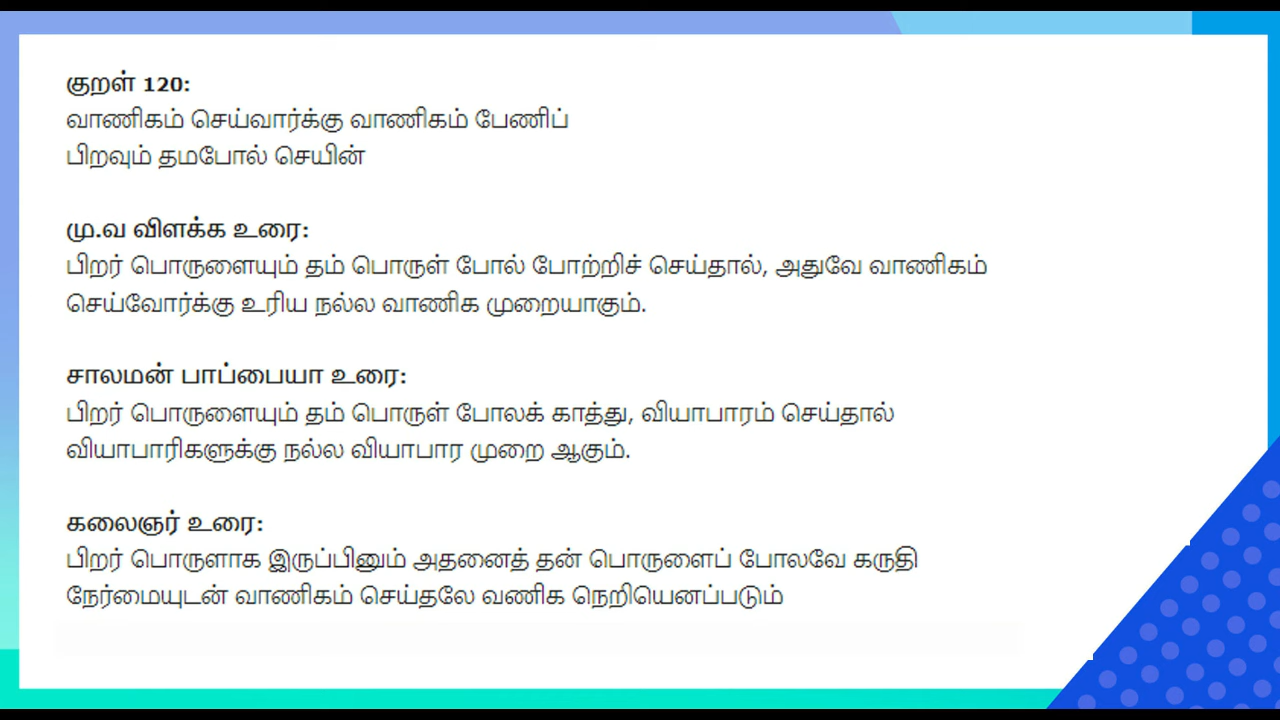 குறள் 120:
வாணிகம் செய்வார்க்கு வாணிகம் பேணிப்
பிறவும் தமபோல் செயின்
மு.வ விளக்க உரை:
பிறர் பொருளையும் தம் பொருள் போல் போற்றிச் செய்தால், அதுவே வாணிகம்
செய்வோர்க்கு உரிய நல்ல வாணிக முறையாகும்.
சாலமன் பாப்பையா உரை:
பிறர் பொருளையும் தம் பொருள் போலக் காத்து, வியாபாரம் செய்தால்
வியாபாரிகளுக்கு நல்ல வியாபார முறை ஆகும்.
கலைஞர் உரை:
பிறர் பொருளாக இருப்பினும் அதனைத் தன் பொருளைப் போலவே கருதி
நேர்மையுடன் வாணிகம் செய்தலே வணிக நெறியெனப்படும்